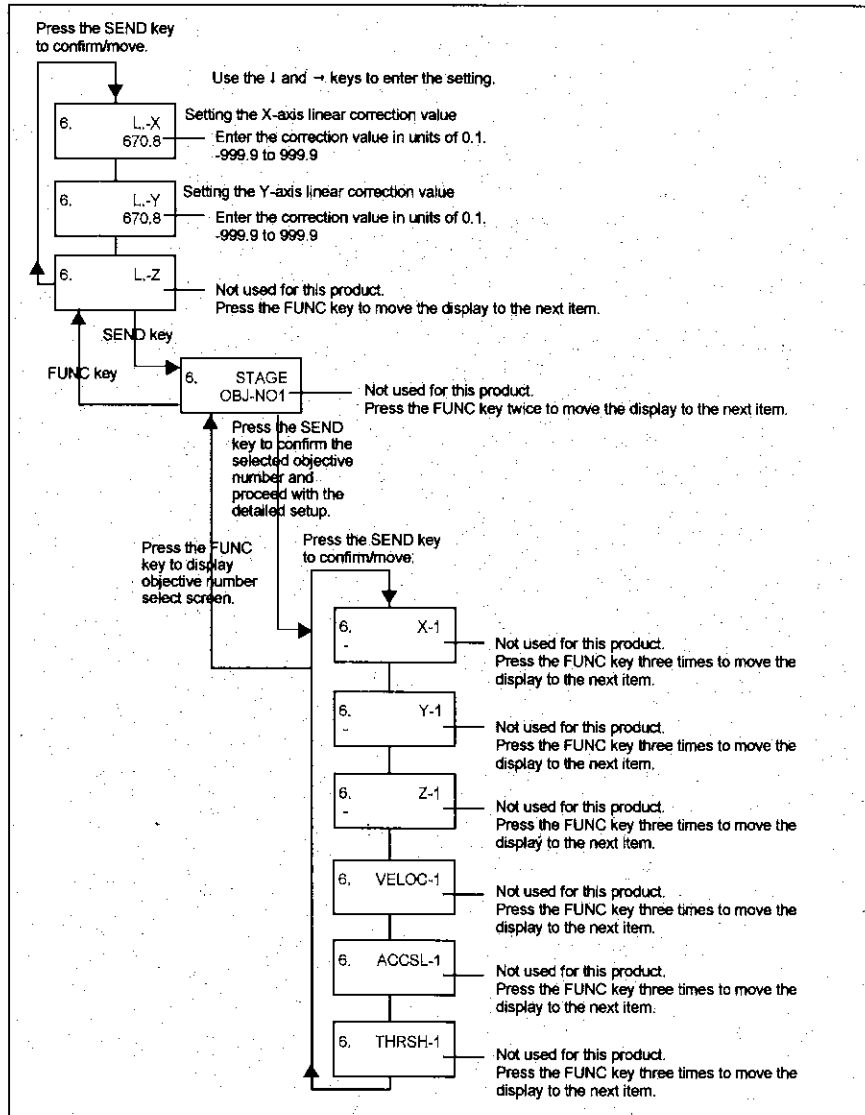 Press the SEND key
to confirm/move.
Use the ↓ and → keys to enter the setting.
6. L.-X
670.8
Setting the X-axis linear correction value
Enter the correction value in units of 0.1.
-999.9 to 999.9
6. L.-Y
670.8
Setting the Y-axis linear correction value
Enter the correction value in units of 0.1.
-999.9 to 999.9
6. L.-Z
Not used for this product.
Press the FUNC key to move the display to the next item.
SEND key
FUNC key
6. STAGE
OBJ-NO1
Not used for this product.
Press the FUNC key twice to move the display to the next item.
Press the SEND
key to confirm the
selected objective
number and
proceed with the
detailed setup.
Press the FUNC
key to display
objective number
select screen.
Press the SEND key
to confirm/move.
6. X-1
-
Not used for this product.
Press the FUNC key three times to move the
display to the next item.
6. Y-1
-
Not used for this product.
Press the FUNC key three times to move the
display to the next item.
6. Z-1
-
Not used for this product.
Press the FUNC key three times to move the
display to the next item.
6. VELOC-1
Not used for this product.
Press the FUNC key three times to move the
display to the next item.
6. ACCSL-1
Not used for this product.
Press the FUNC key three times to move the
display to the next item.
6. THRSH-1
Not used for this product.
Press the FUNC key three times to move the
display to the next item.